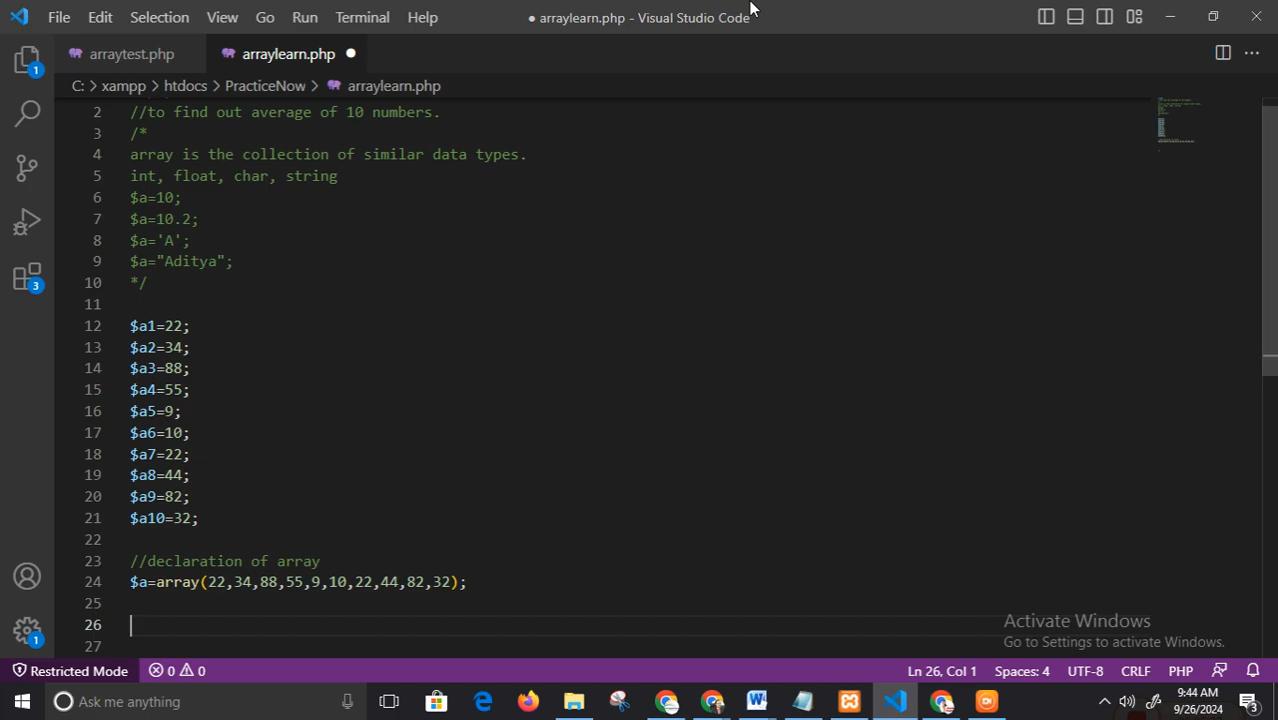 File Edit Selection View Go Run Terminal Help ● arraylearn.php - Visual Studio Code
arraytest.php arraylearn.php
C: > xampp > htdocs > PracticeNow > arraylearn.php
2 //to find out average of 10 numbers.
3 /*
4 array is the collection of similar data types.
5 int, float, char, string
6 $a=10;
7 $a=10.2;
8 $a='A';
9 $a="Aditya";
10 */
11
12 $a1=22;
13 $a2=34;
14 $a3=88;
15 $a4=55;
16 $a5=9;
17 $a6=10;
18 $a7=22;
19 $a8=44;
20 $a9=82;
21 $a10=32;
22
23 //declaration of array
24 $a=array(22,34,88,55,9,10,22,44,82,32);
25
26
27
1
3
1
Activate Windows
Go to Settings to activate Windows.
Restricted Mode 0 0 Ln 26, Col 1 Spaces: 4 UTF-8 CRLF PHP
Ask me anything
9:44 AM
9/26/2024
3